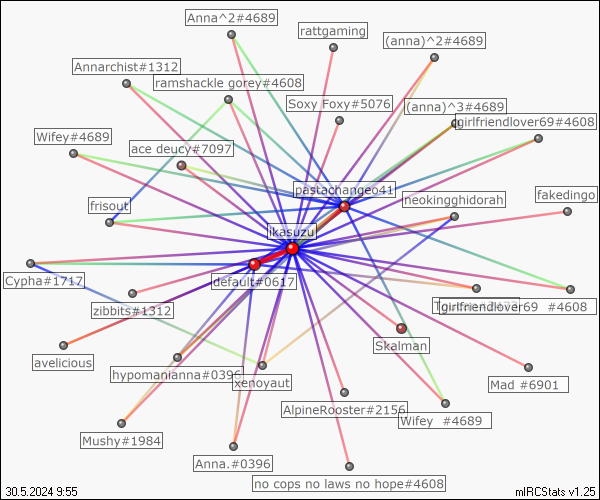 Anna^2#4689
rattgaming
(anna)^2#4689
Annarchist#1312
ramshackle gorey#4608
Soxy Foxy#5076
(anna)^3#4689
girlfriendlover69#4608
Wifey#4689
ace deucy#7097
pastachangeo41
neokingghidorah
fakedingo
frisout
likasuzu
Cypha#1717
default#0617
zibbits#1312
girlfriendlover69 #4608
Skalman
avelicious
hypomanianna#0396
xenoyaut
Mad #6901
AlpineRooster#2156
Wifey #4689
Mushy#1984
Anna.#0396
no cops no laws no hope#4608
30.5.2024 9:55
mIRCStats v1.25